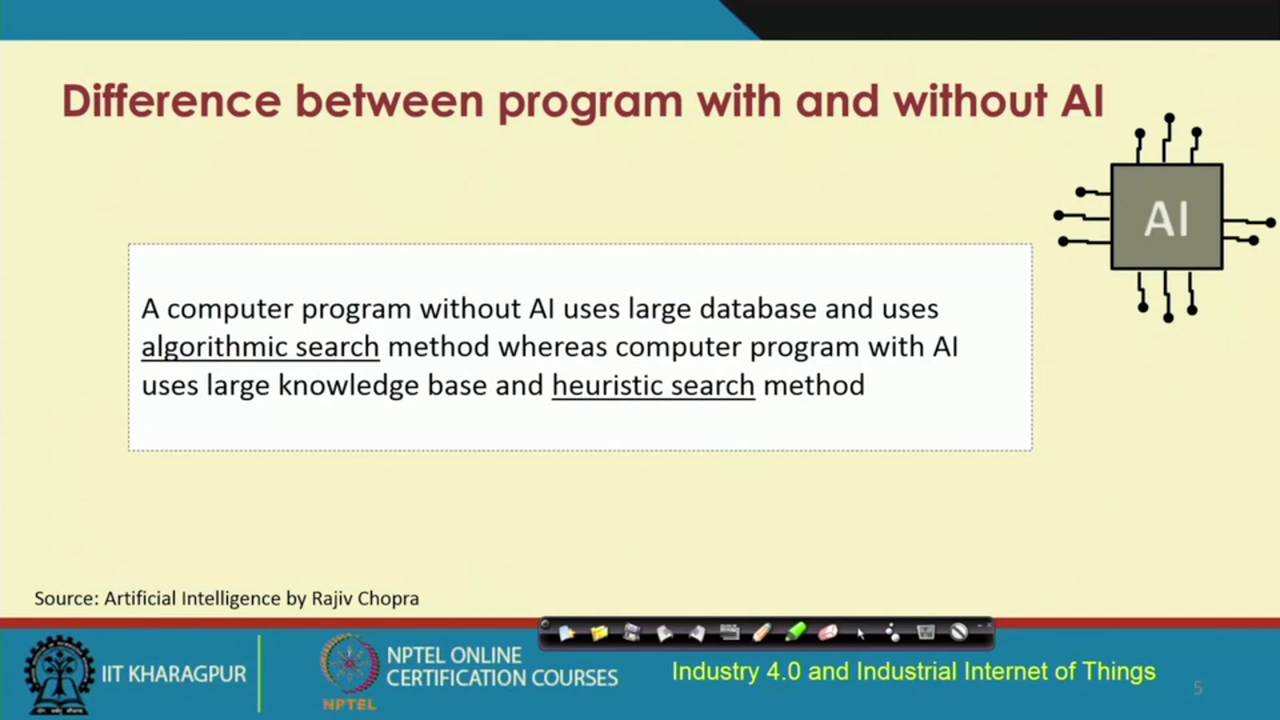 Difference between program with and without AI
AI
A computer program without AI uses large database and uses
algorithmic search method whereas computer program with AI
uses large knowledge base and heuristic search method
Source: Artificial Intelligence by Rajiv Chopra
IIT KHARAGPUR
NPTEL
NPTEL ONLINE
CERTIFICATION COURSES
Industry 4.0 and Industrial Internet of Things
5